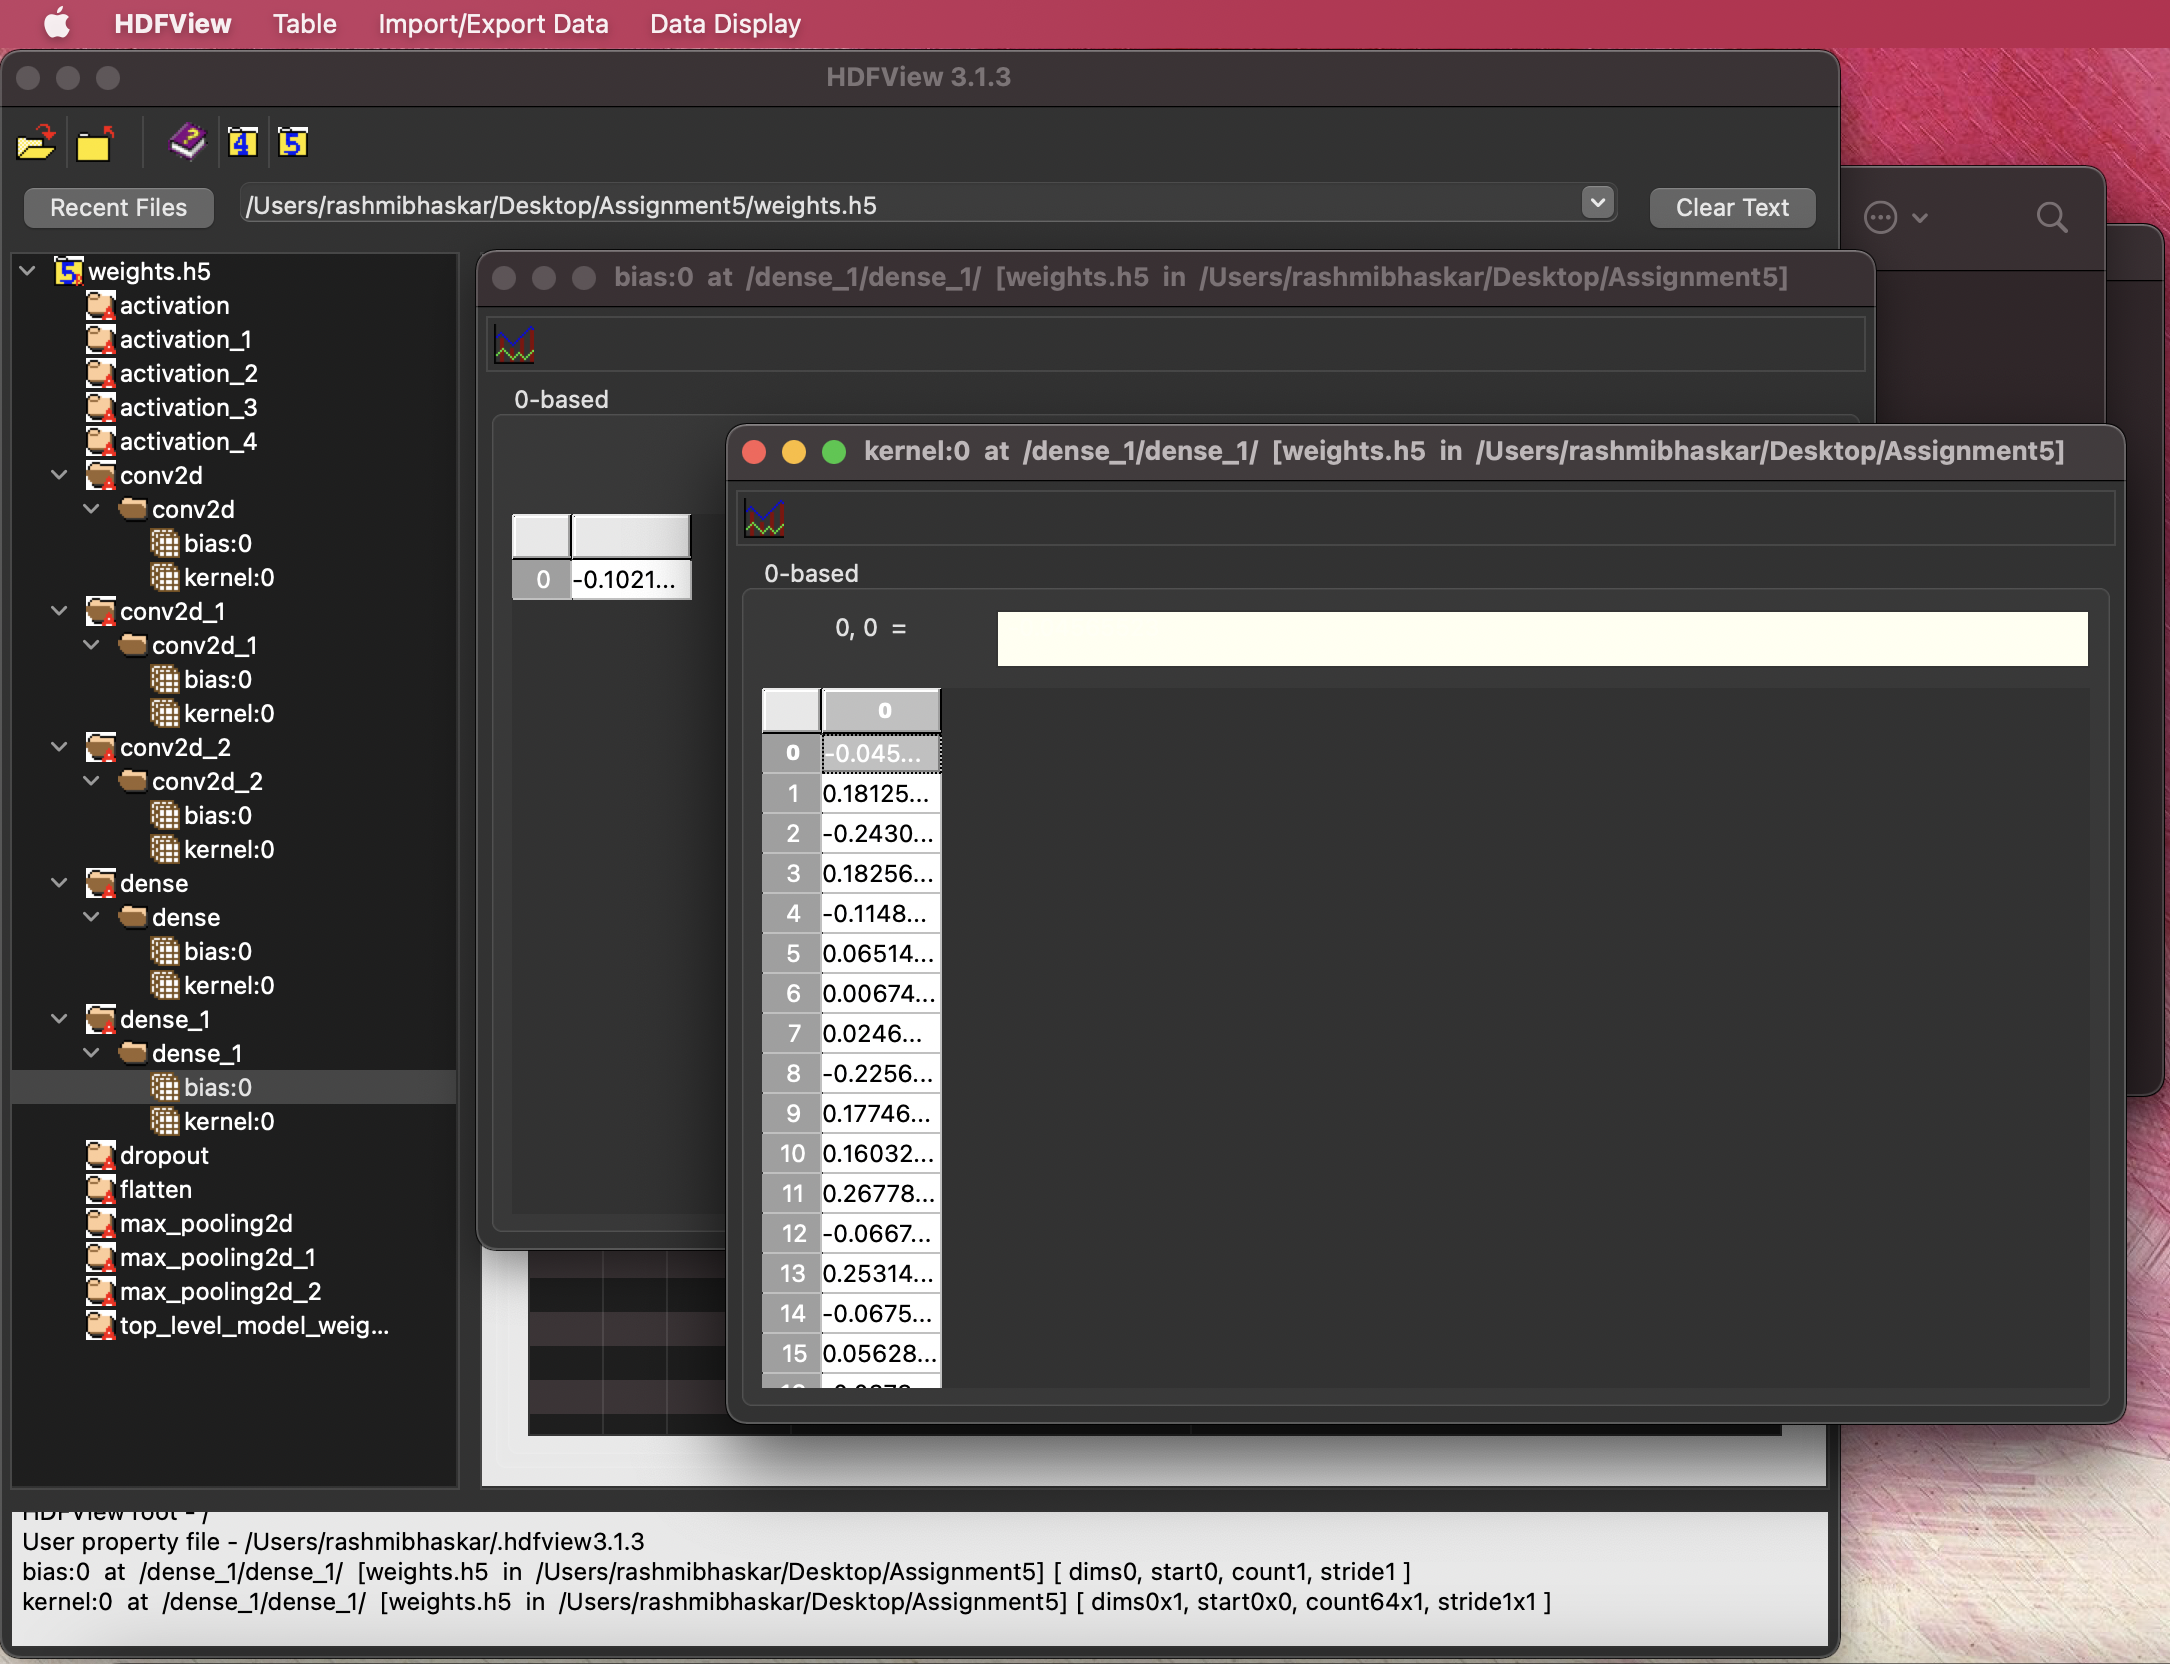 HDFView Table Import/Export Data Data Display
HDFView 3.1.3
4 5
Recent Files /Users/rashmibhaskar/Desktop/Assignment5/weights.h5 Clear Text
5 weights.h5
activation
activation_1
activation_2
activation_3
activation_4
conv2d
conv2d
bias:0
kernel:0
conv2d_1
conv2d_1
bias:0
kernel:0
conv2d_2
conv2d_2
bias:0
kernel:0
dense
dense
bias:0
kernel:0
dense_1
dense_1
bias:0
kernel:0
dropout
flatten
max_pooling2d
max_pooling2d_1
max_pooling2d_2
top_level_model_weig...
bias:0 at /dense_1/dense_1/ [weights.h5 in /Users/rashmibhaskar/Desktop/Assignment5]
0-based
0 -0.1021...
kernel:0 at /dense_1/dense_1/ [weights.h5 in /Users/rashmibhaskar/Desktop/Assignment5]
0-based
0, 0 =
0
0 -0.045...
1 0.18125...
2 -0.2430...
3 0.18256...
4 -0.1148...
5 0.06514...
6 0.00674...
7 0.0246...
8 -0.2256...
9 0.17746...
10 0.16032...
11 0.26778...
12 -0.0667...
13 0.25314...
14 -0.0675...
15 0.05628...
HDFView root - /
User property file - /Users/rashmibhaskar/.hdfview3.1.3
bias:0 at /dense_1/dense_1/ [weights.h5 in /Users/rashmibhaskar/Desktop/Assignment5] [ dims0, start0, count1, stride1 ]
kernel:0 at /dense_1/dense_1/ [weights.h5 in /Users/rashmibhaskar/Desktop/Assignment5] [ dims0x1, start0x0, count64x1, stride1x1 ]